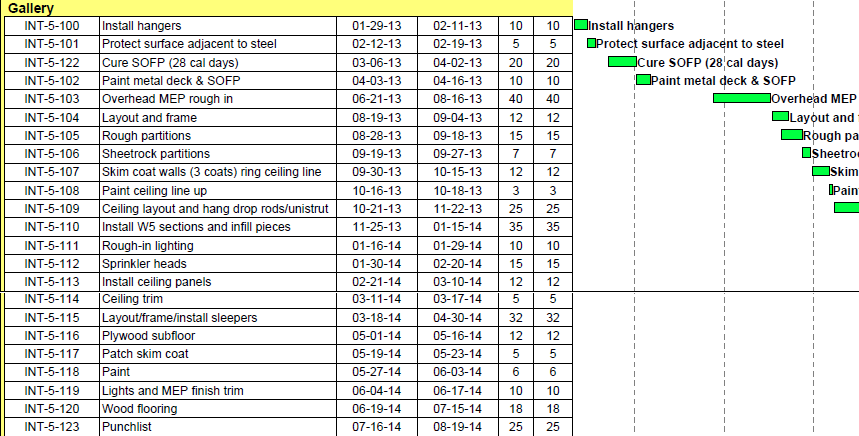 Gallery
INT-5-100 Install hangers 01-29-13 02-11-13 10 10 Install hangers
INT-5-101 Protect surface adjacent to steel 02-12-13 02-19-13 5 5 Protect surface adjacent to steel
INT-5-122 Cure SOFP (28 cal days) 03-06-13 04-02-13 20 20 Cure SOFP (28 cal days)
INT-5-102 Paint metal deck & SOFP 04-03-13 04-16-13 10 10 Paint metal deck & SOFP
INT-5-103 Overhead MEP rough in 06-21-13 08-16-13 40 40 Overhead MEP
INT-5-104 Layout and frame 08-19-13 09-04-13 12 12 Layout and
INT-5-105 Rough partitions 08-28-13 09-18-13 15 15 Rough pa
INT-5-106 Sheetrock partitions 09-19-13 09-27-13 7 7 Sheetroc
INT-5-107 Skim coat walls (3 coats) ring ceiling line 09-30-13 10-15-13 12 12 Skim
INT-5-108 Paint ceiling line up 10-16-13 10-18-13 3 3 Pain
INT-5-109 Ceiling layout and hang drop rods/unistrut 10-21-13 11-22-13 25 25
INT-5-110 Install W5 sections and infill pieces 11-25-13 01-15-14 35 35
INT-5-111 Rough-in lighting 01-16-14 01-29-14 10 10
INT-5-112 Sprinkler heads 01-30-14 02-20-14 15 15
INT-5-113 Install ceiling panels 02-21-14 03-10-14 12 12
INT-5-114 Ceiling trim 03-11-14 03-17-14 5 5
INT-5-115 Layout/frame/install sleepers 03-18-14 04-30-14 32 32
INT-5-116 Plywood subfloor 05-01-14 05-16-14 12 12
INT-5-117 Patch skim coat 05-19-14 05-23-14 5 5
INT-5-118 Paint 05-27-14 06-03-14 6 6
INT-5-119 Lights and MEP finish trim 06-04-14 06-17-14 10 10
INT-5-120 Wood flooring 06-19-14 07-15-14 18 18
INT-5-123 Punchlist 07-16-14 08-19-14 25 25